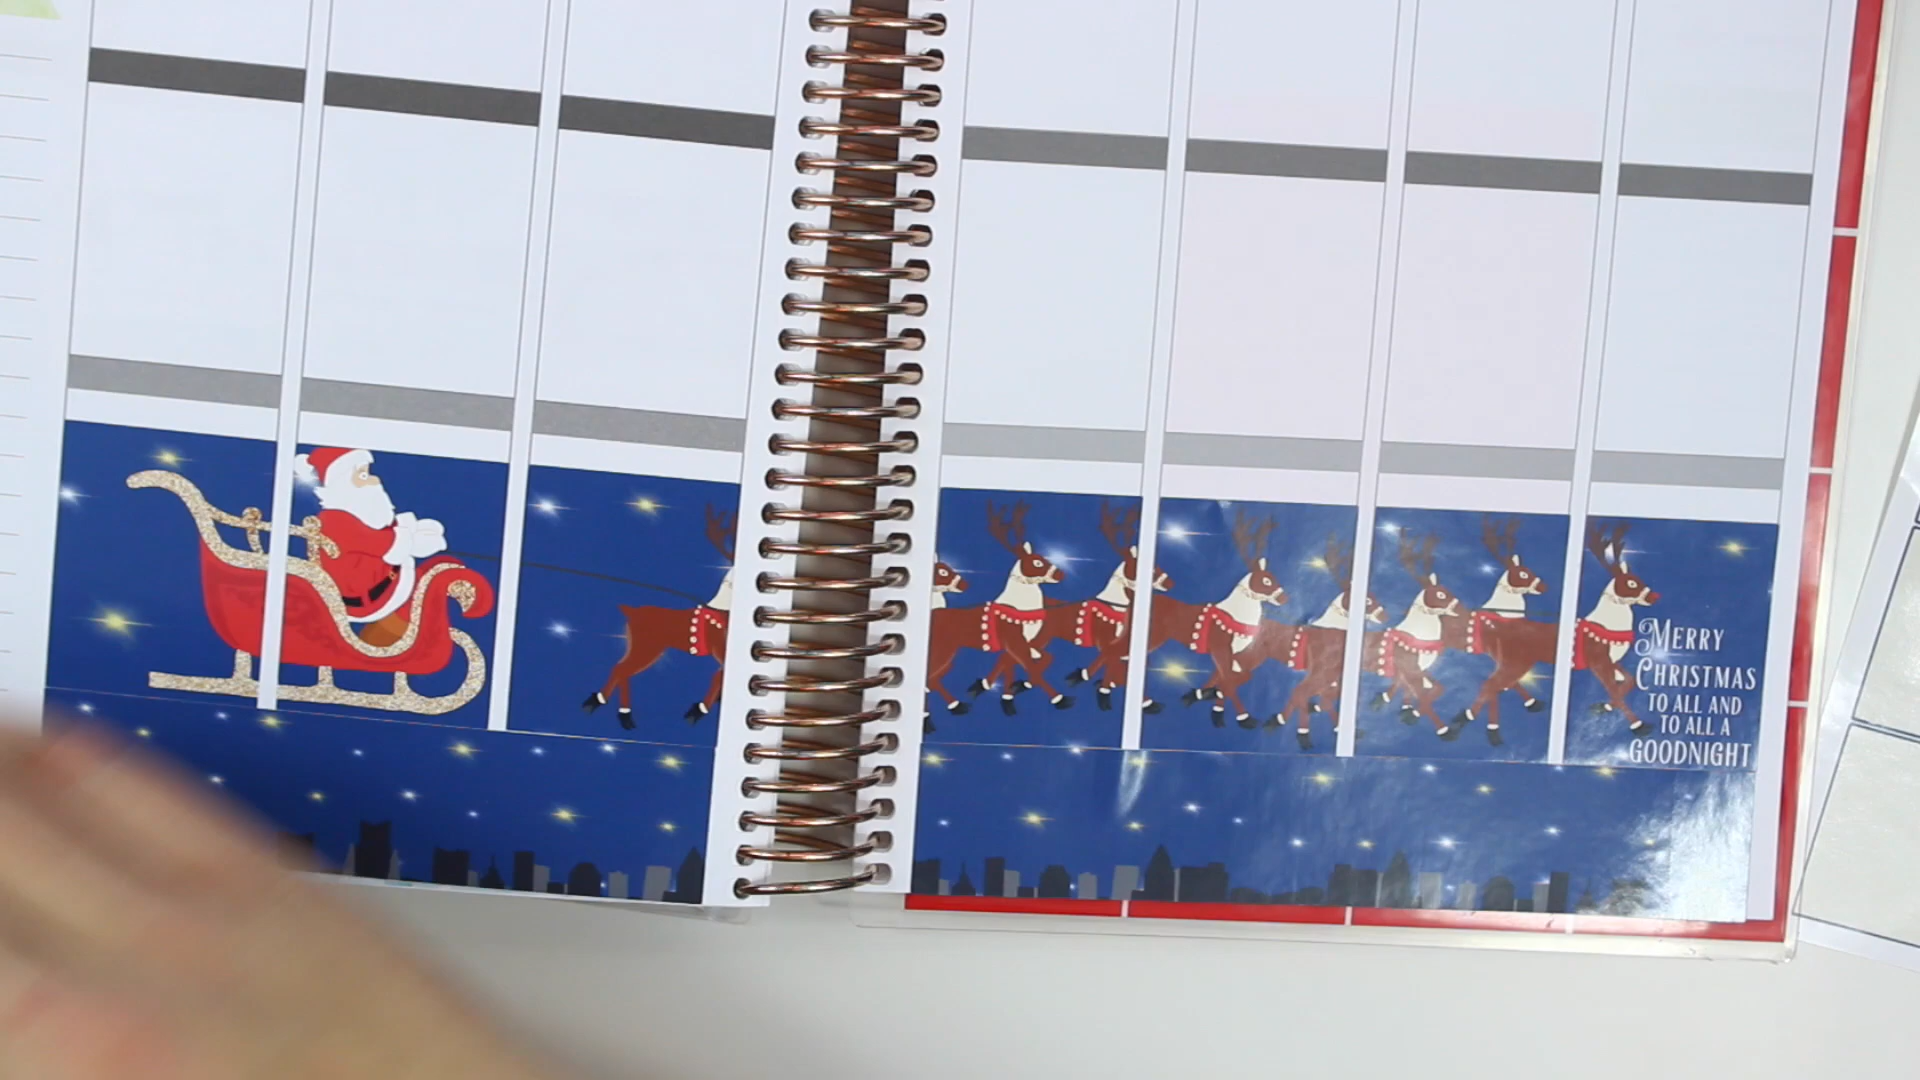 MERRY
CHRISTMAS
TO ALL AND
TO ALL A
GOODNIGHT